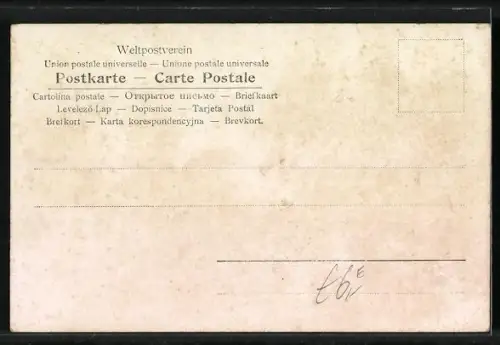 Weltpostverein
Union postale universelle — Unione postale universale
Postkarte — Carte Postale
Cartolina postale — Открытое письмо — Briefkaart
Levelező-Lap — Dopisnice — Tarjeta Postal
Brefkort — Karta korespondencyjna — Brevkort.